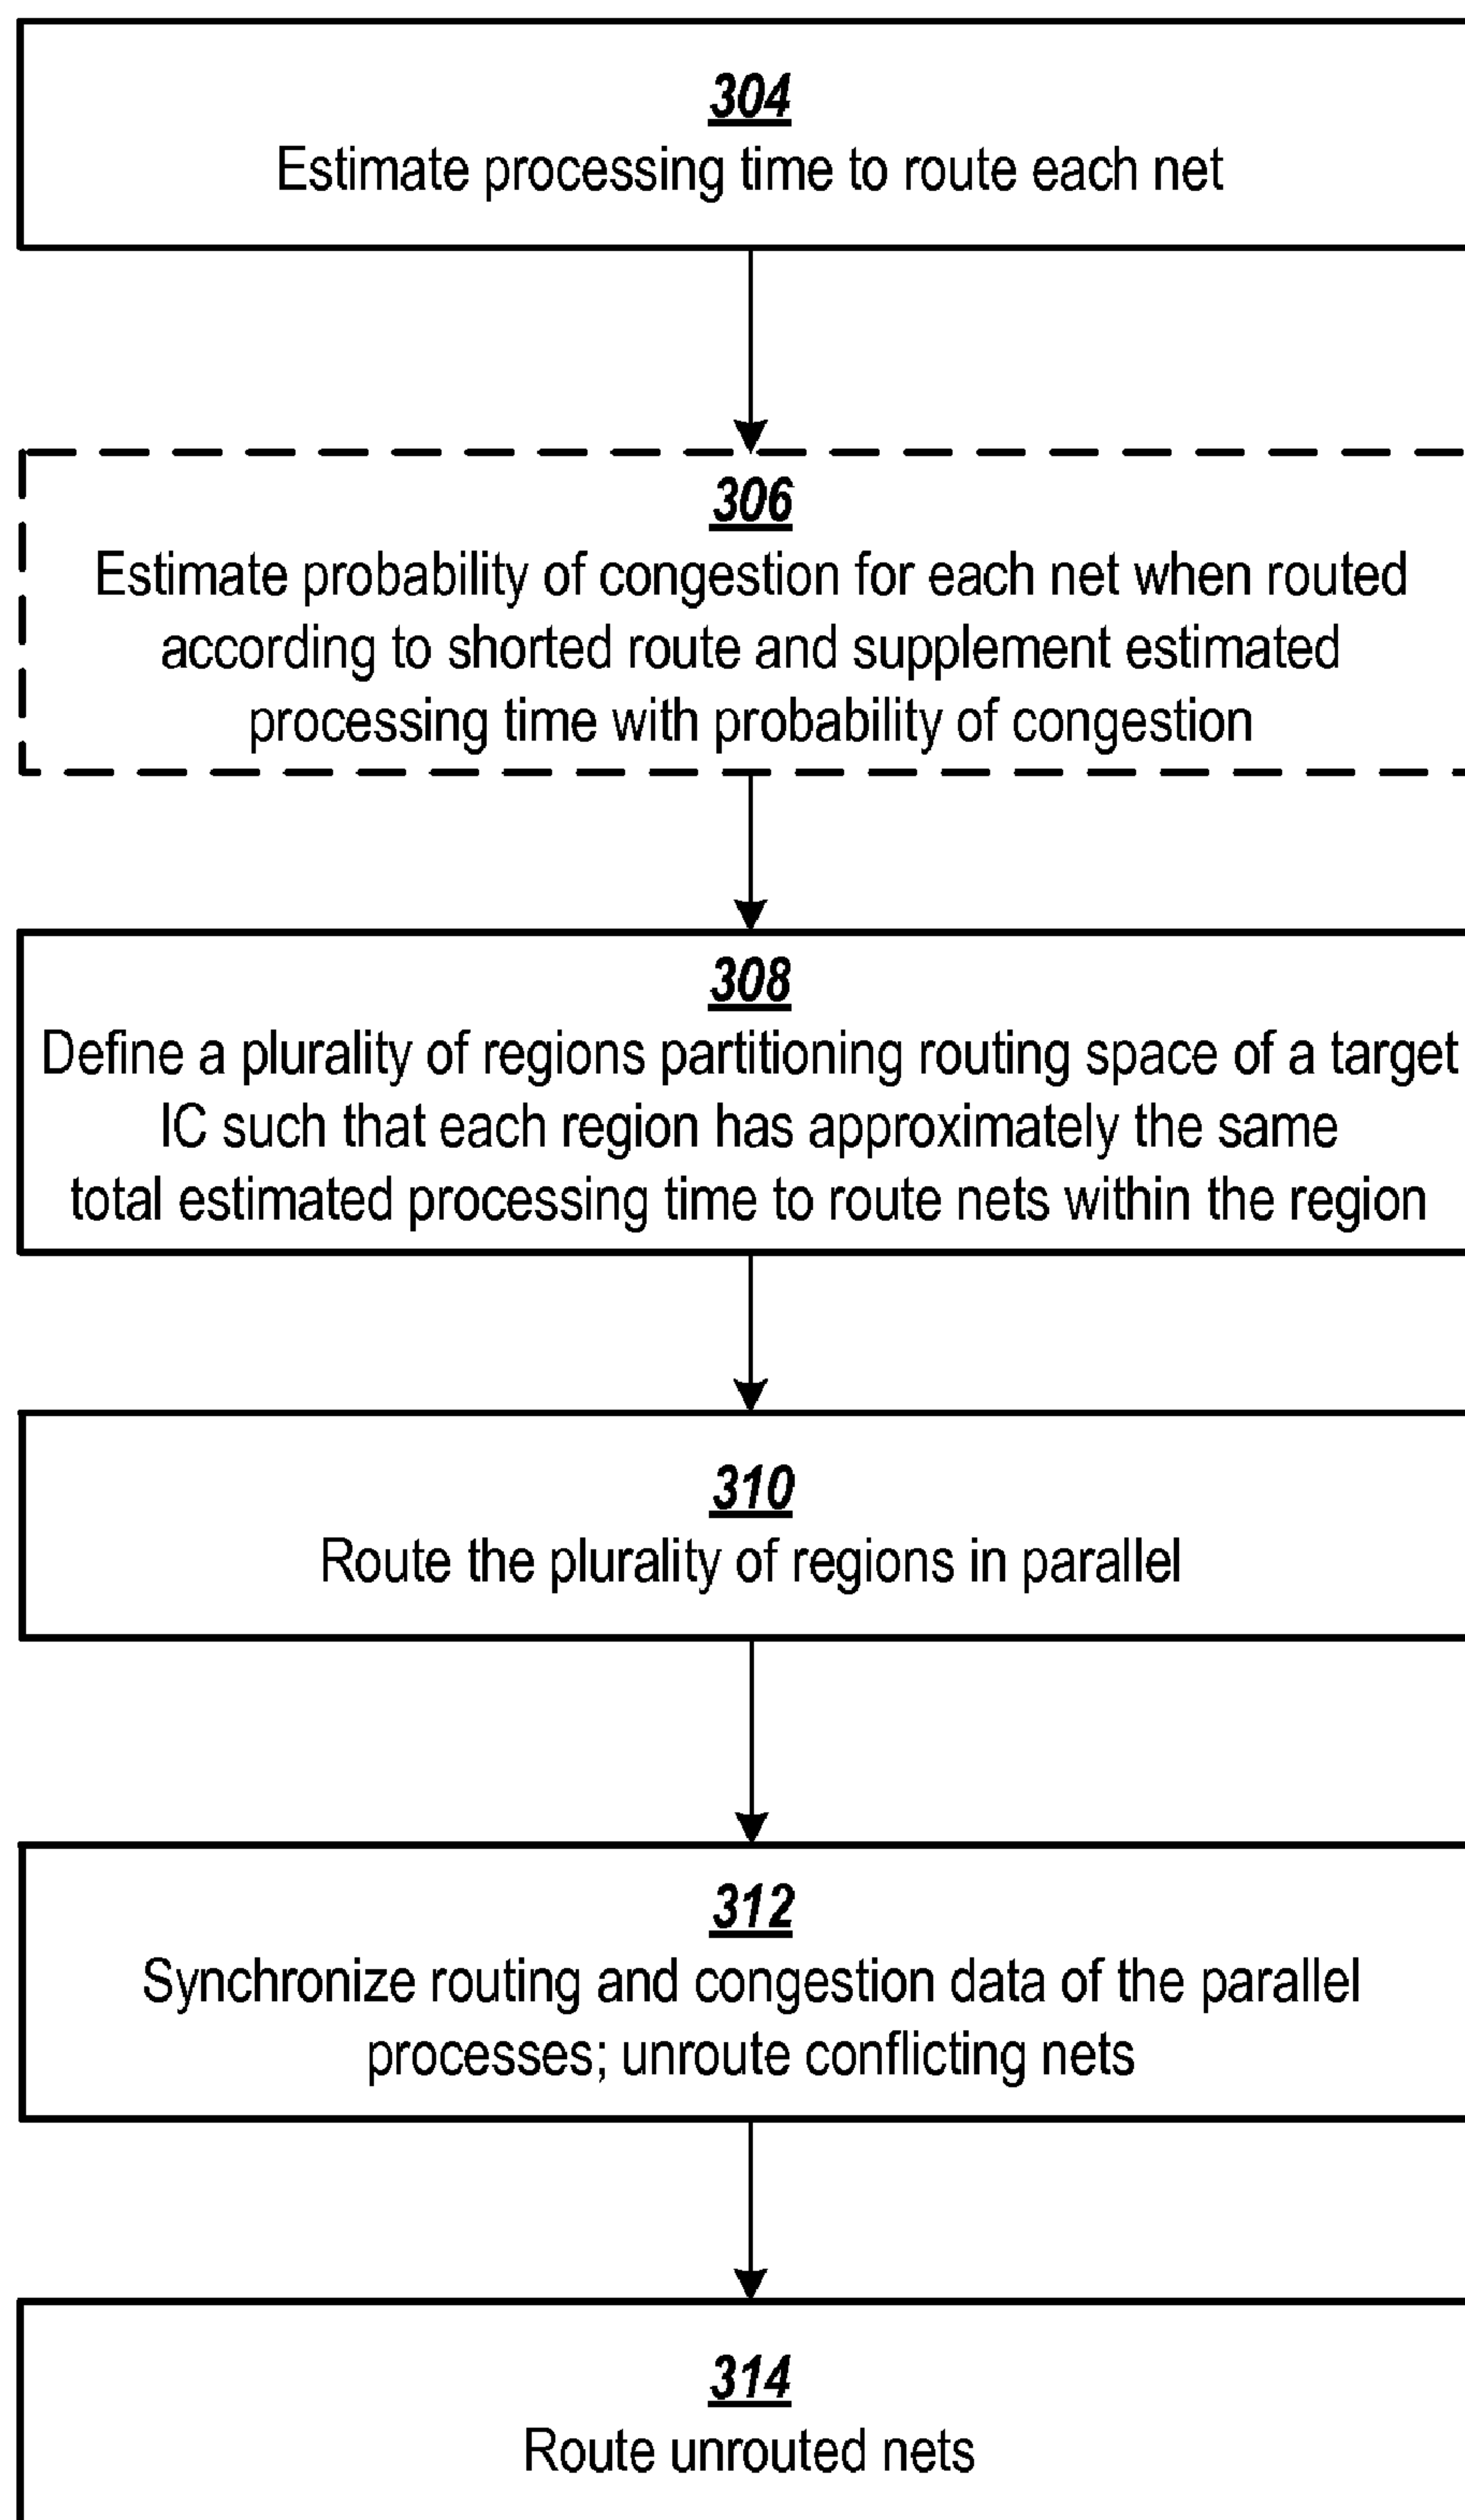 304
Estimate processing time to route each net
306
Estimate probability of congestion for each net when routed
according to shorted route and supplement estimated
processing time with probability of congestion
308
Define a plurality of regions partitioning routing space of a target
IC such that each region has approximately the same
total estimated processing time to route nets within the region
310
Route the plurality of regions in parallel
312
Synchronize routing and congestion data of the parallel
processes; unroute conflicting nets
314
Route unrouted nets